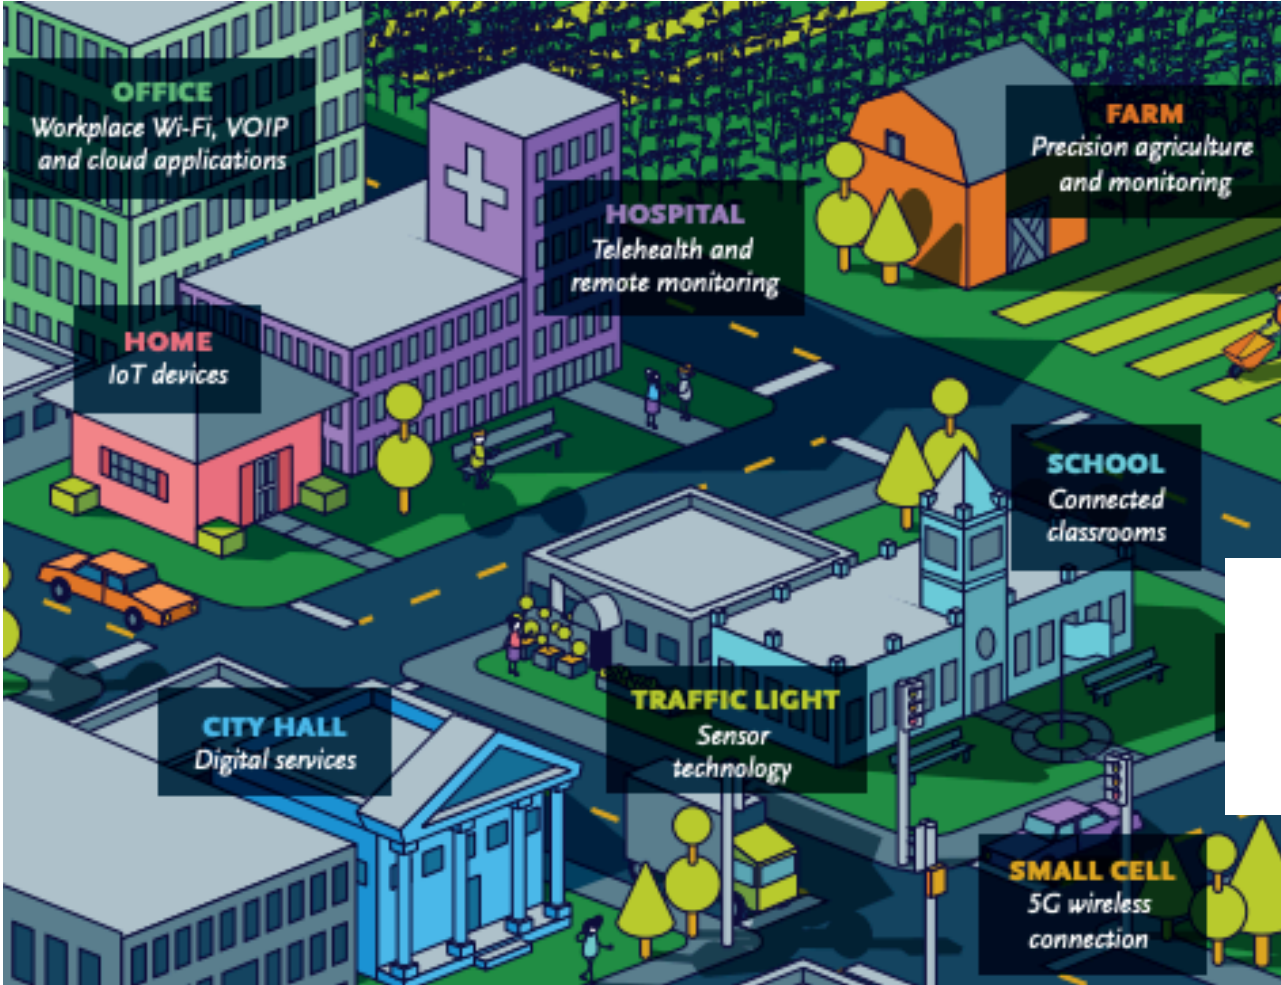 OFFICE
Workplace Wi-Fi, VOIP
and cloud applications
FARM
Precision agriculture
and monitoring
HOSPITAL
Telehealth and
remote monitoring
HOME
IoT devices
SCHOOL
Connected
classrooms
TRAFFIC LIGHT
Sensor
technology
CITY HALL
Digital services
SMALL CELL
5G wireless
connection